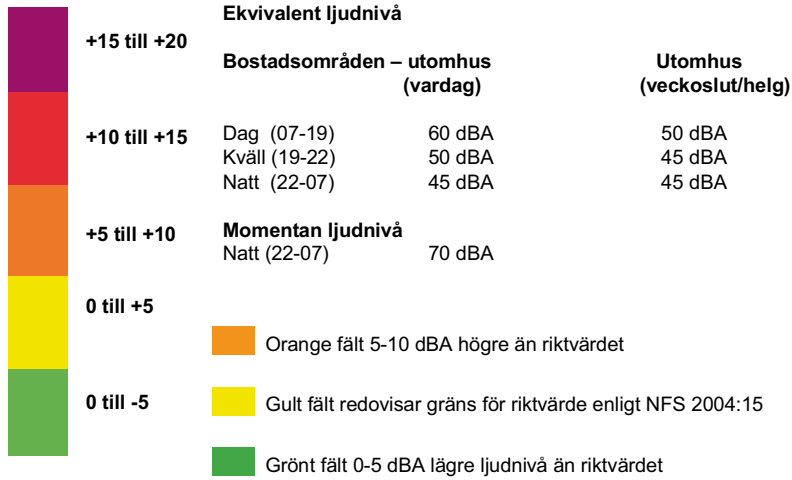 +15 till +20
+10 till +15
+5 till +10
0 till +5
0 till -5
Ekvivalent ljudnivå
Bostadsområden – utomhus Utomhus
(vardag) (veckoslut/helg)
Dag (07-19) 60 dBA 50 dBA
Kväll (19-22) 50 dBA 45 dBA
Natt (22-07) 45 dBA 45 dBA
Momentan ljudnivå
Natt (22-07) 70 dBA
Orange fält 5-10 dBA högre än riktvärdet
Gult fält redovisar gräns för riktvärde enligt NFS 2004:15
Grönt fält 0-5 dBA lägre ljudnivå än riktvärdet